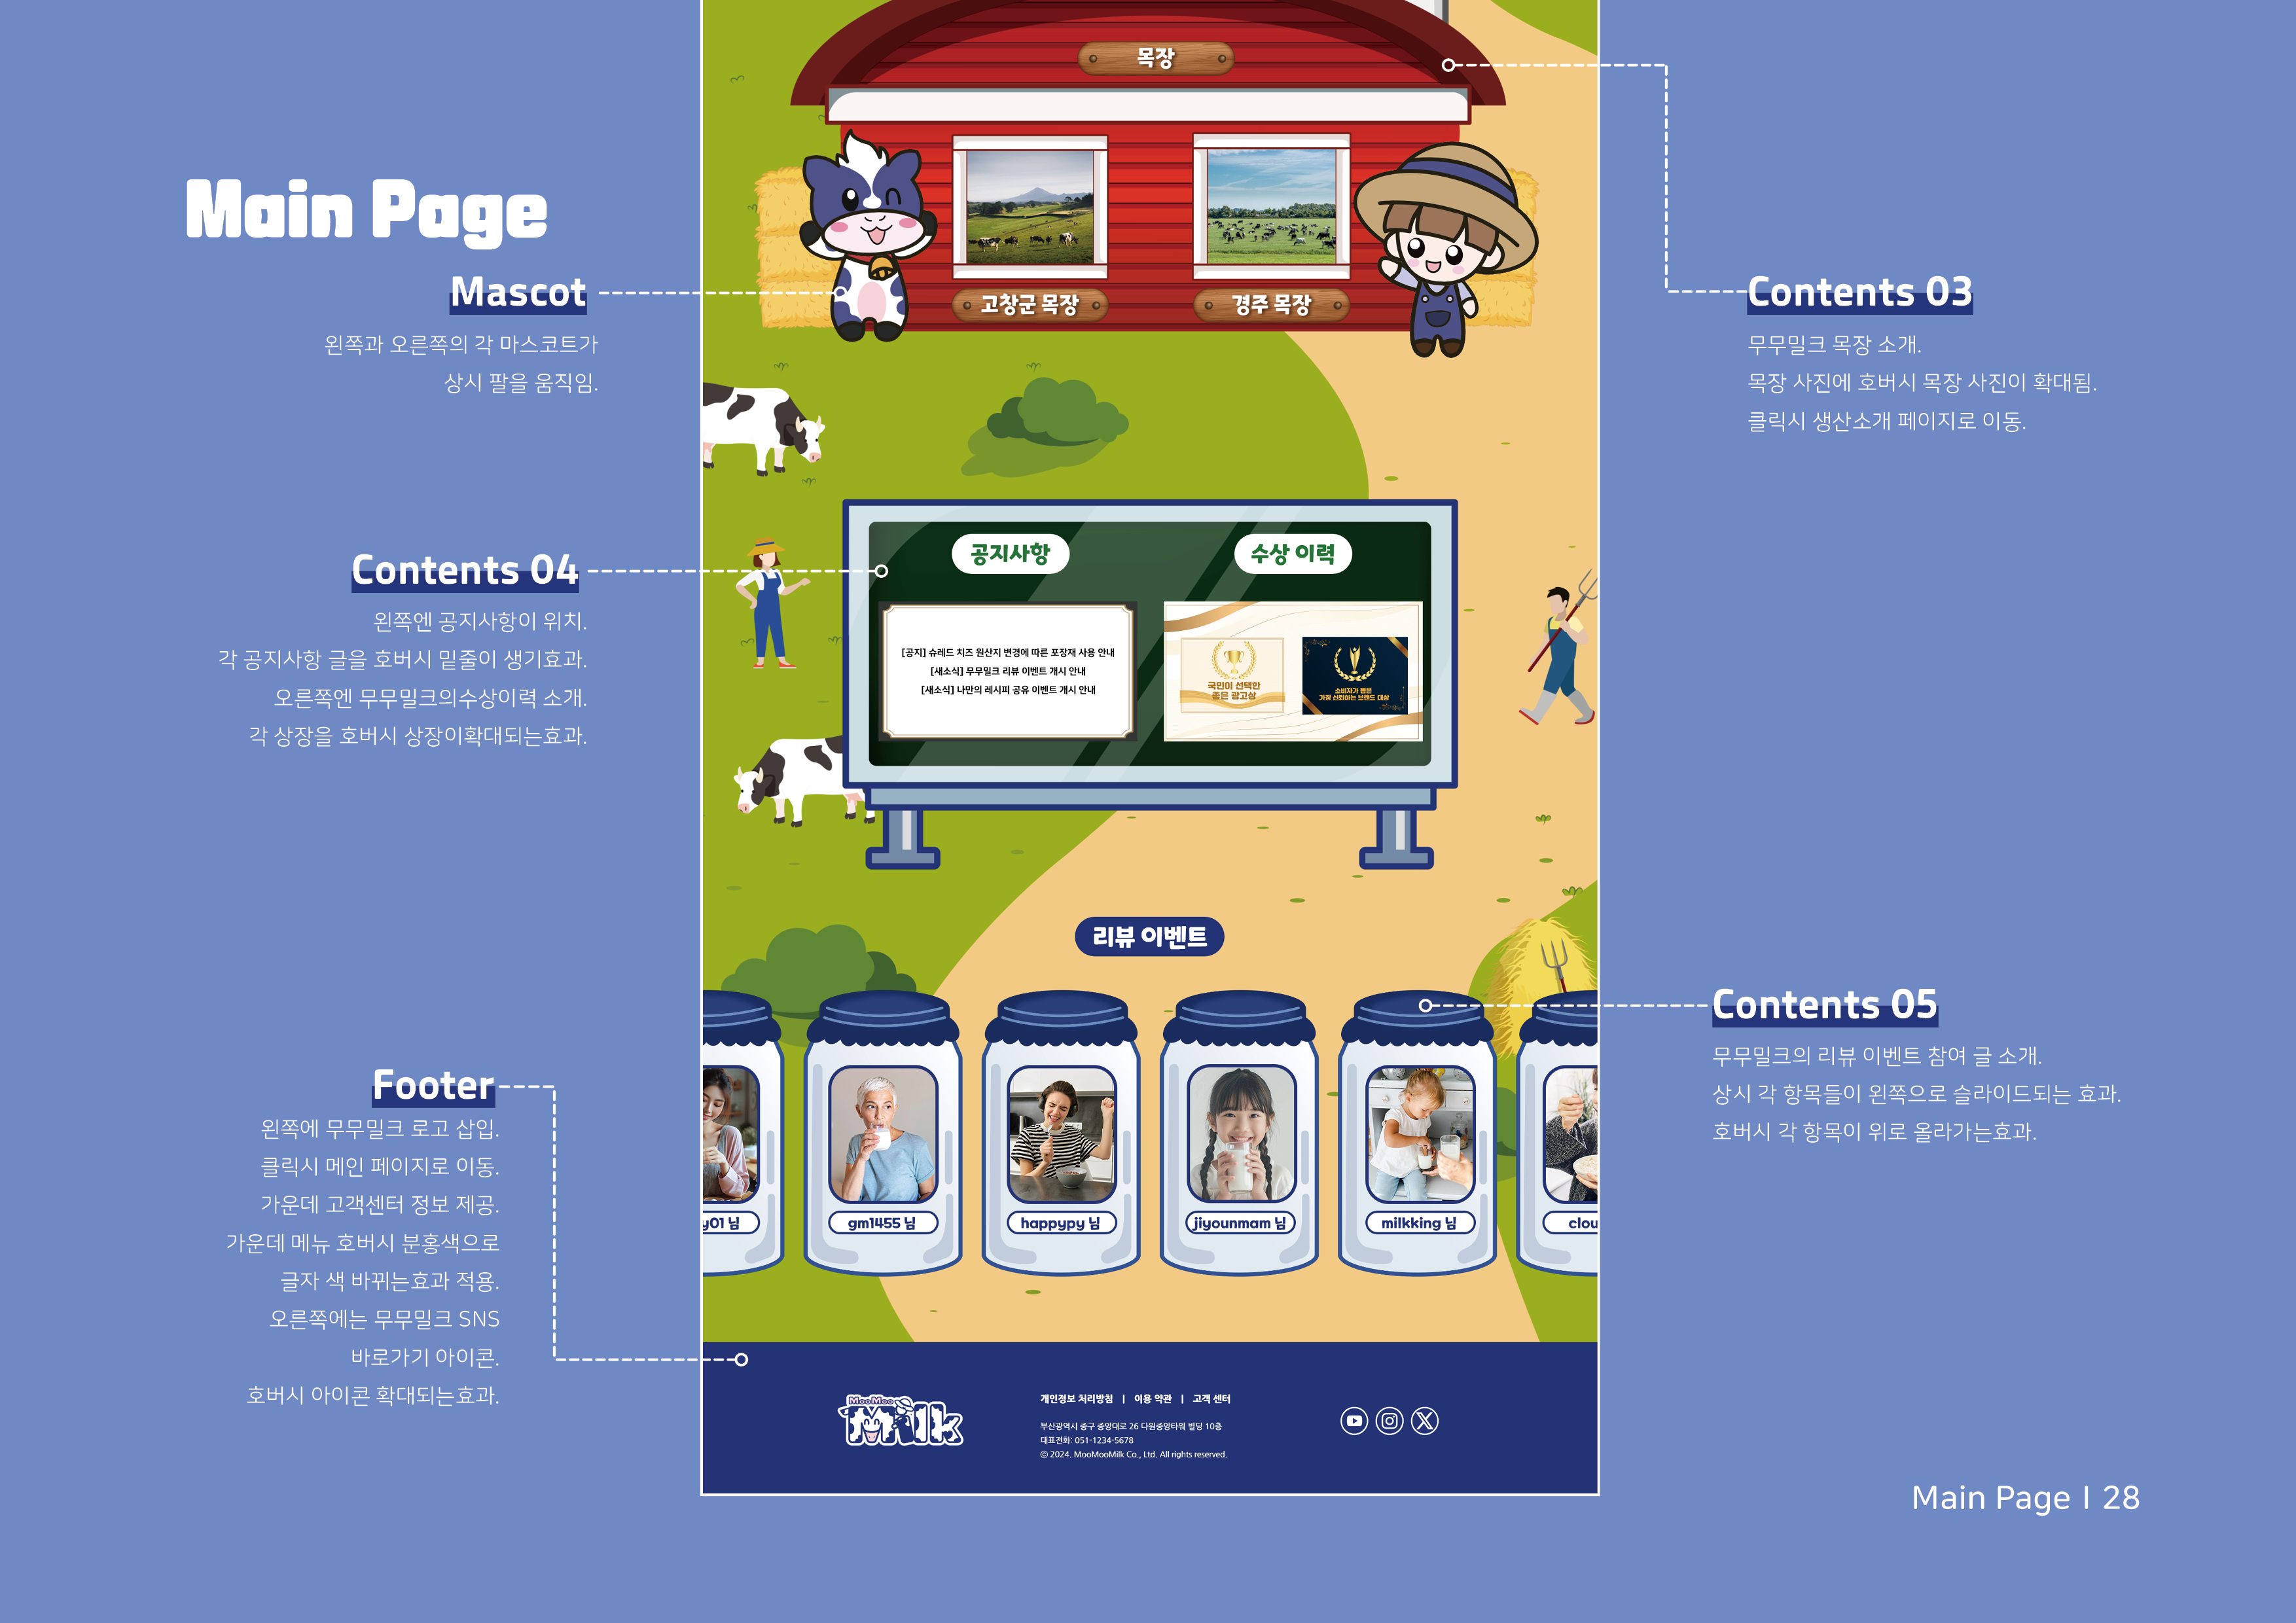 Main Page
Mascot
왼쪽과 오른쪽의 각 마스코트가
상시 팔을 움직임.
Contents 04
왼쪽엔 공지사항이 위치.
각 공지사항 글을 호버시 밑줄이 생기효과.
오른쪽엔 무무밀크의수상이력 소개.
각 상장을 호버시 상장이확대되는효과.
Footer
왼쪽에 무무밀크 로고 삽입.
클릭시 메인 페이지로 이동.
가운데 고객센터 정보 제공.
가운데 메뉴 호버시 분홍색으로
글자 색 바뀌는효과 적용.
오른쪽에는 무무밀크 SNS
바로가기 아이콘.
호버시 아이콘 확대되는효과.
목장
고창군 목장
경주 목장
공지사항
수상 이력
[공지] 슈레드 치즈 원산지 변경에 따른 포장재 사용 안내
[새소식] 무무밀크 리뷰 이벤트 개시 안내
[새소식] 나만의 레시피 공유 이벤트 개시 안내
국민이 선택한
좋은 광고상
소비자가 뽑은
가장 신뢰하는 브랜드 대상
리뷰 이벤트
y01 님
gm1455 님
happypy 님
jiyounmam 님
milkking 님
clou
MooMoo
Milk
개인정보 처리방침 | 이용 약관 | 고객 센터
부산광역시 중구 중앙대로 26 다원중앙타워 빌딩 10층
대표전화: 051-1234-5678
© 2024. MooMooMilk Co., Ltd. All rights reserved.
Contents 03
무무밀크 목장 소개.
목장 사진에 호버시 목장 사진이 확대됨.
클릭시 생산소개 페이지로 이동.
Contents 05
무무밀크의 리뷰 이벤트 참여 글 소개.
상시 각 항목들이 왼쪽으로 슬라이드되는 효과.
호버시 각 항목이 위로 올라가는효과.
Main Page I 28